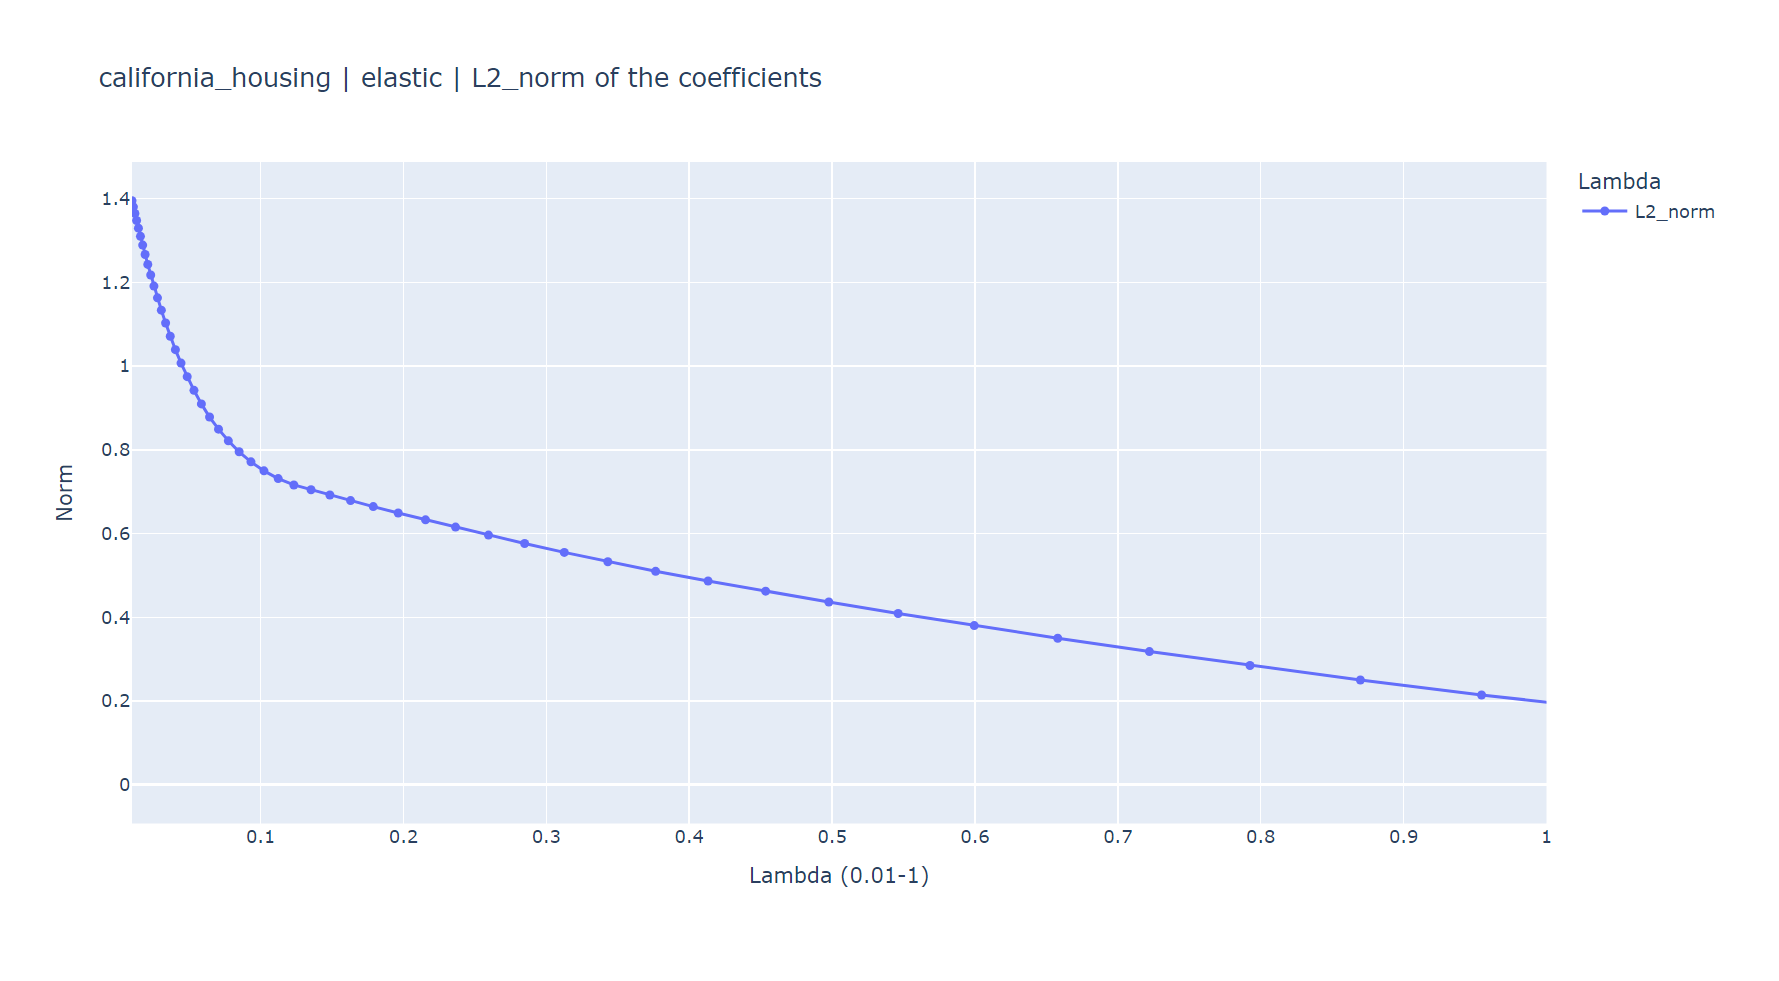 california_housing | elastic | L2_norm of the coefficients
Lambda
L2_norm
1.4
1.2
1
0.8
0.6
0.4
0.2
0
Norm
0.1 0.2 0.3 0.4 0.5 0.6 0.7 0.8 0.9 1
Lambda (0.01-1)